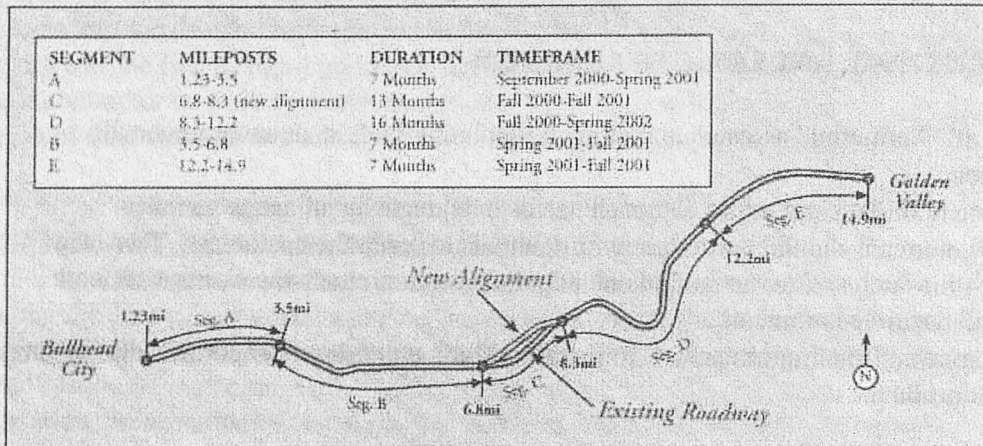 SEGMENT MILEPOSTS DURATION TIMEFRAME
A 1.23-3.5 7 Months September 2000-Spring 2001
C 6.8-8.3 (new alignment) 13 Months Fall 2000-Fall 2001
D 8.3-12.2 16 Months Fall 2000-Spring 2002
B 3.5-6.8 7 Months Spring 2001-Fall 2001
E 12.2-14.9 7 Months Spring 2001-Fall 2001
Golden
Valley
Seg. E
14.9mi
12.2mi
New Alignment
1.23mi
Seg. A
3.5mi
Bullhead
City
8.3mi
Seg. D
Seg. B
6.8mi
Seg. C
Existing Roadway
N